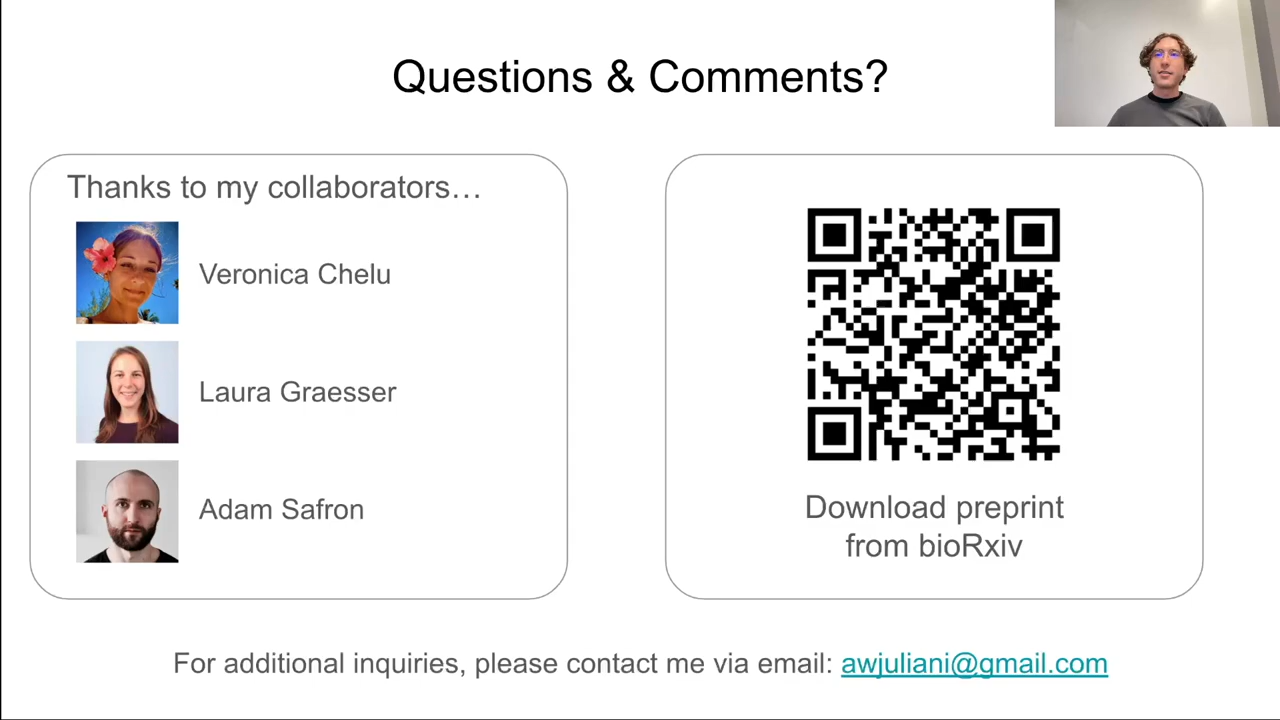 Questions & Comments?
Thanks to my collaborators…
Veronica Chelu
Laura Graesser
Adam Safron
Download preprint
from bioRxiv
For additional inquiries, please contact me via email: awjuliani@gmail.com